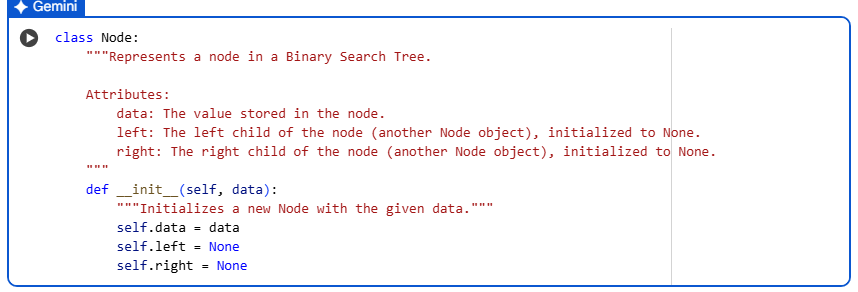 Gemini
class Node:
    """Represents a node in a Binary Search Tree.

    Attributes:
        data: The value stored in the node.
        left: The left child of the node (another Node object), initialized to None.
        right: The right child of the node (another Node object), initialized to None.
    """
    def __init__(self, data):
        """Initializes a new Node with the given data."""
        self.data = data
        self.left = None
        self.right = None